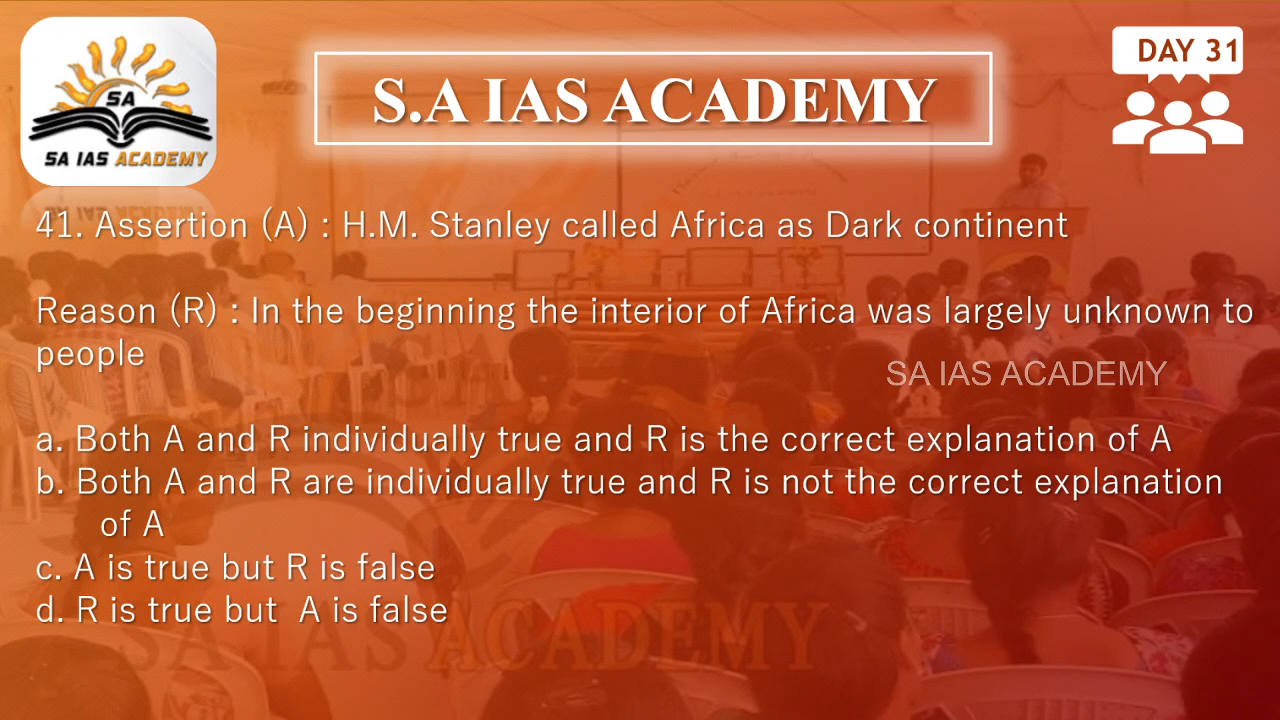 SA
SA IAS ACADEMY
S.A IAS ACADEMY
DAY 31
41. Assertion (A) : H.M. Stanley called Africa as Dark continent
Reason (R) : In the beginning the interior of Africa was largely unknown to
people
SA IAS ACADEMY
a. Both A and R individually true and R is the correct explanation of A
b. Both A and R are individually true and R is not the correct explanation
of A
c. A is true but R is false
d. R is true but A is false
SA IAS ACADEMY